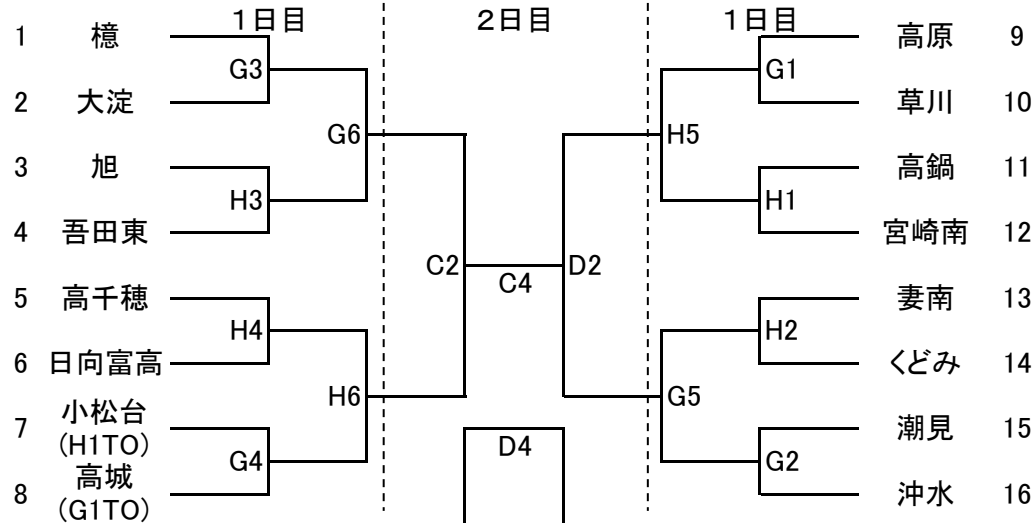 1日目 2日目 1日目
1 檍 高原 9
G3 G1
2 大淀 草川 10
G6 H5
3 旭 高鍋 11
H3 H1
4 吾田東 宮崎南 12
C2 C4 D2
5 高千穂 妻南 13
H4 H2
6 日向富高 くどみ 14
H6 G5
7 小松台 潮見 15
(H1TO)
D4
G4 G2
8 高城 沖水 16
(G1TO)